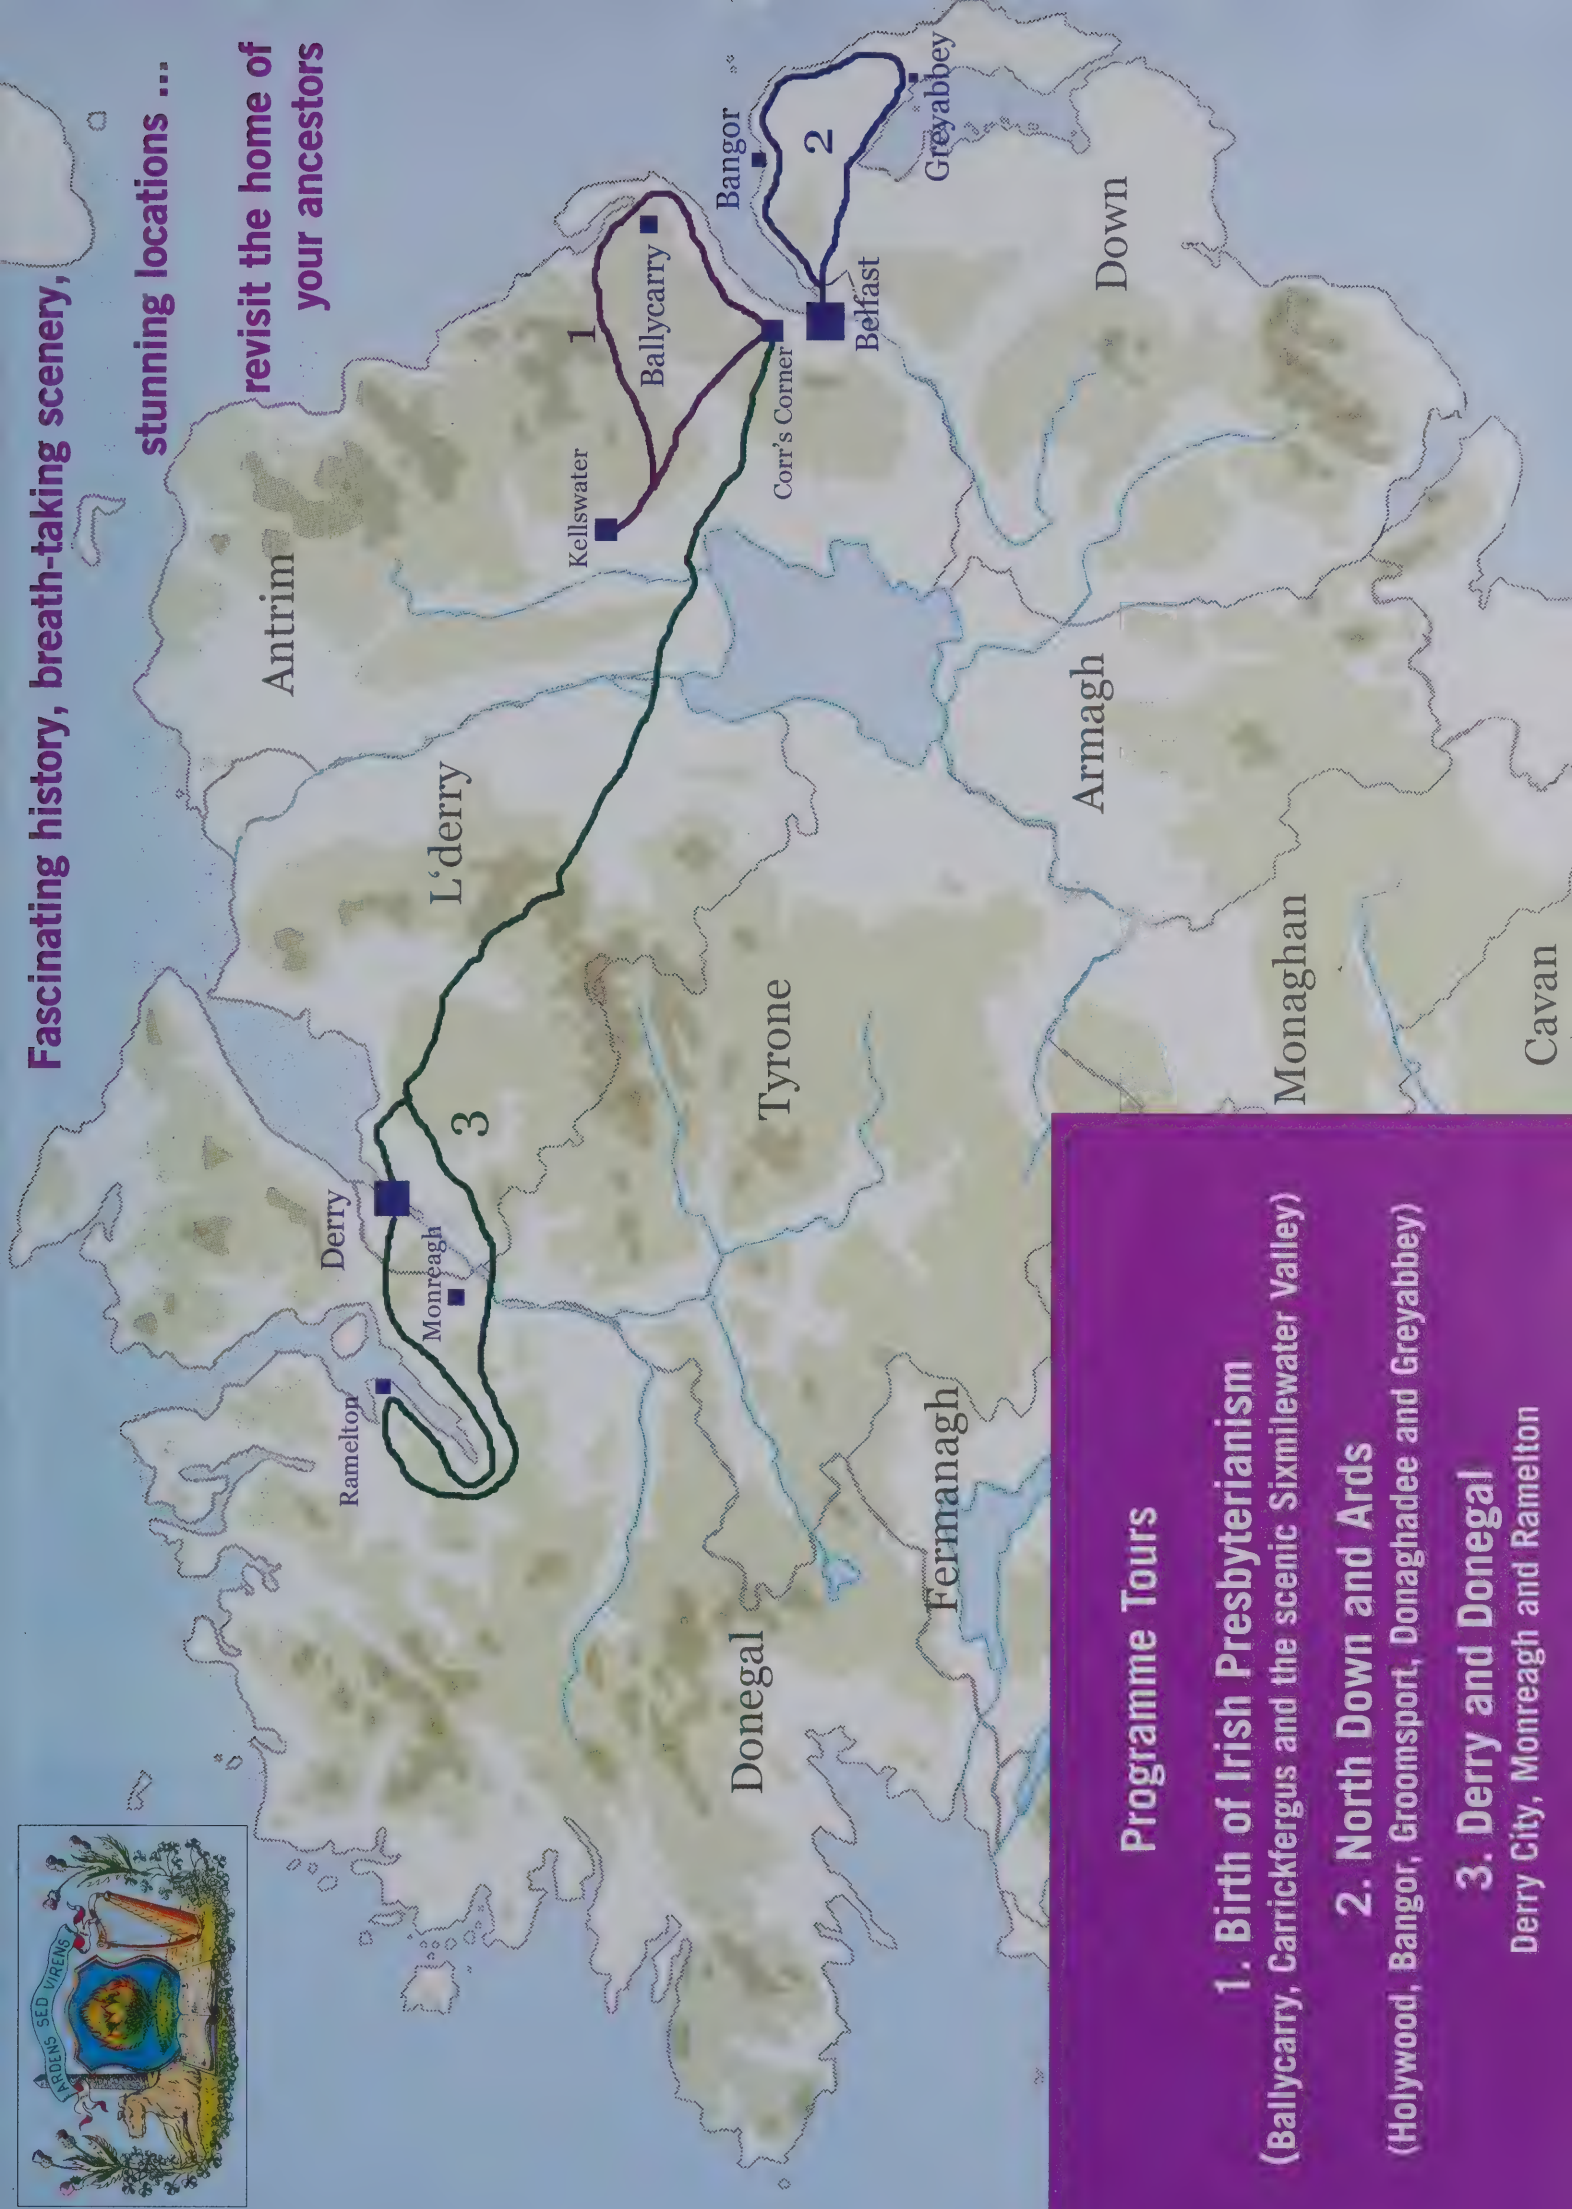 ARDENS SED VIRENS
Fascinating history, breath-taking scenery,
stunning locations ...
revisit the home of
your ancestors
Antrim
L'derry
Derry
Ramelton
Monreagh
3
Kellswater
1
Ballycarry
Corr's Corner
Bangor
2
Belfast
Greyabbey
Down
Tyrone
Donegal
Fermanagh
Armagh
Monaghan
Cavan
Programme Tours
1. Birth of Irish Presbyterianism
(Ballycarry, Carrickfergus and the scenic Sixmilewater Valley)
2. North Down and Ards
(Holywood, Bangor, Groomsport, Donaghadee and Greyabbey)
3. Derry and Donegal
Derry City, Monreagh and Ramelton